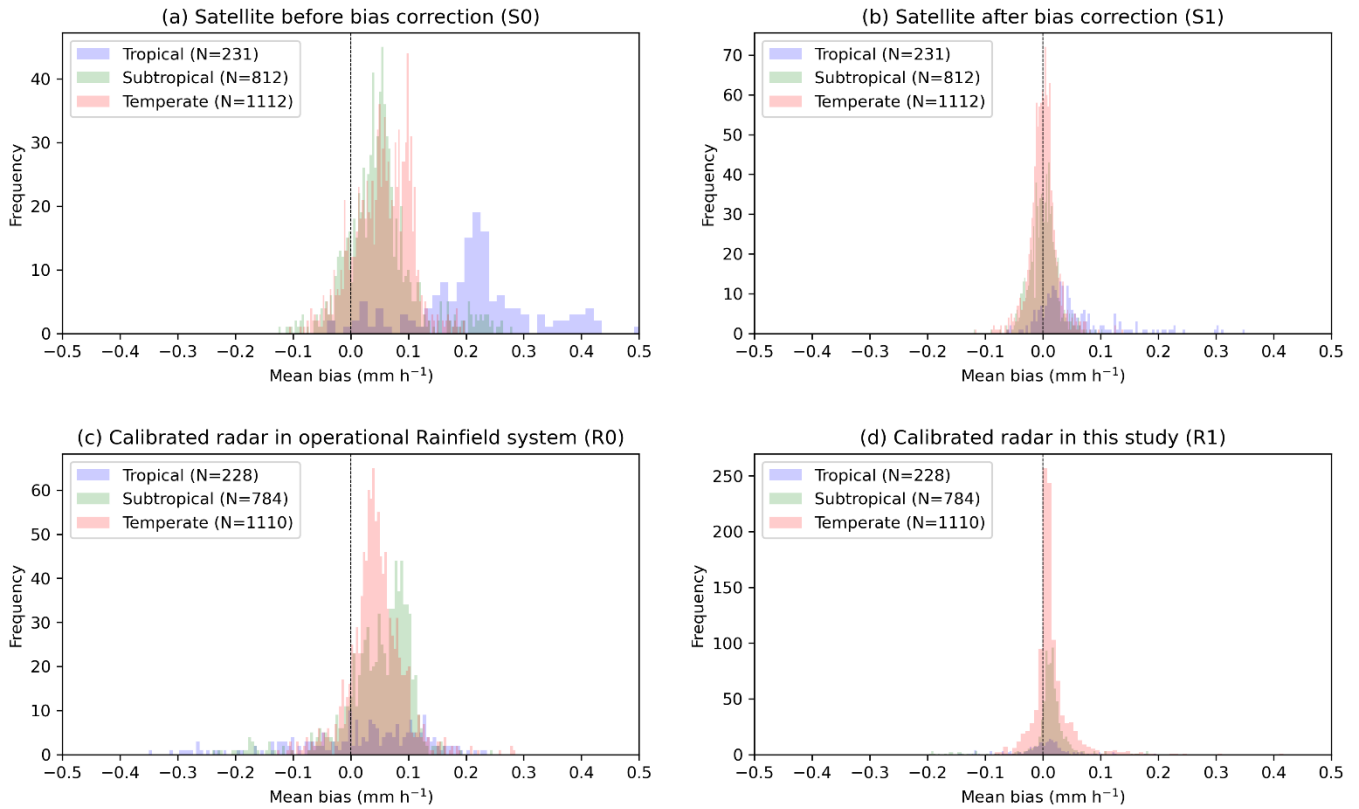 (a) Satellite before bias correction (S0)
Tropical (N=231)
Subtropical (N=812)
Temperate (N=1112)
Frequency
40
30
20
10
0
−0.5 −0.4 −0.3 −0.2 −0.1 0.0 0.1 0.2 0.3 0.4 0.5
Mean bias (mm h⁻¹)
(b) Satellite after bias correction (S1)
Tropical (N=231)
Subtropical (N=812)
Temperate (N=1112)
Frequency
70
60
50
40
30
20
10
0
−0.5 −0.4 −0.3 −0.2 −0.1 0.0 0.1 0.2 0.3 0.4 0.5
Mean bias (mm h⁻¹)
(c) Calibrated radar in operational Rainfield system (R0)
Tropical (N=228)
Subtropical (N=784)
Temperate (N=1110)
Frequency
60
50
40
30
20
10
0
−0.5 −0.4 −0.3 −0.2 −0.1 0.0 0.1 0.2 0.3 0.4 0.5
Mean bias (mm h⁻¹)
(d) Calibrated radar in this study (R1)
Tropical (N=228)
Subtropical (N=784)
Temperate (N=1110)
Frequency
250
200
150
100
50
0
−0.5 −0.4 −0.3 −0.2 −0.1 0.0 0.1 0.2 0.3 0.4 0.5
Mean bias (mm h⁻¹)